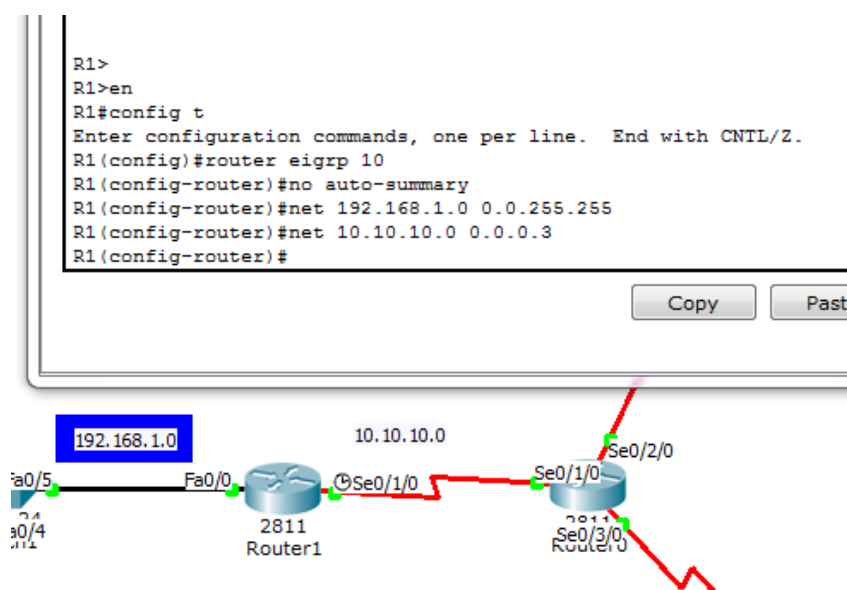 R1>
R1>en
R1#config t
Enter configuration commands, one per line. End with CNTL/Z.
R1(config)#router eigrp 10
R1(config-router)#no auto-summary
R1(config-router)#net 192.168.1.0 0.0.255.255
R1(config-router)#net 10.10.10.0 0.0.0.3
R1(config-router)#
Copy Past
192.168.1.0
10.10.10.0
Se0/2/0
Fa0/5 Fa0/0 Se0/1/0 Se0/1/0
2811 2811
Router1 Se0/3/0